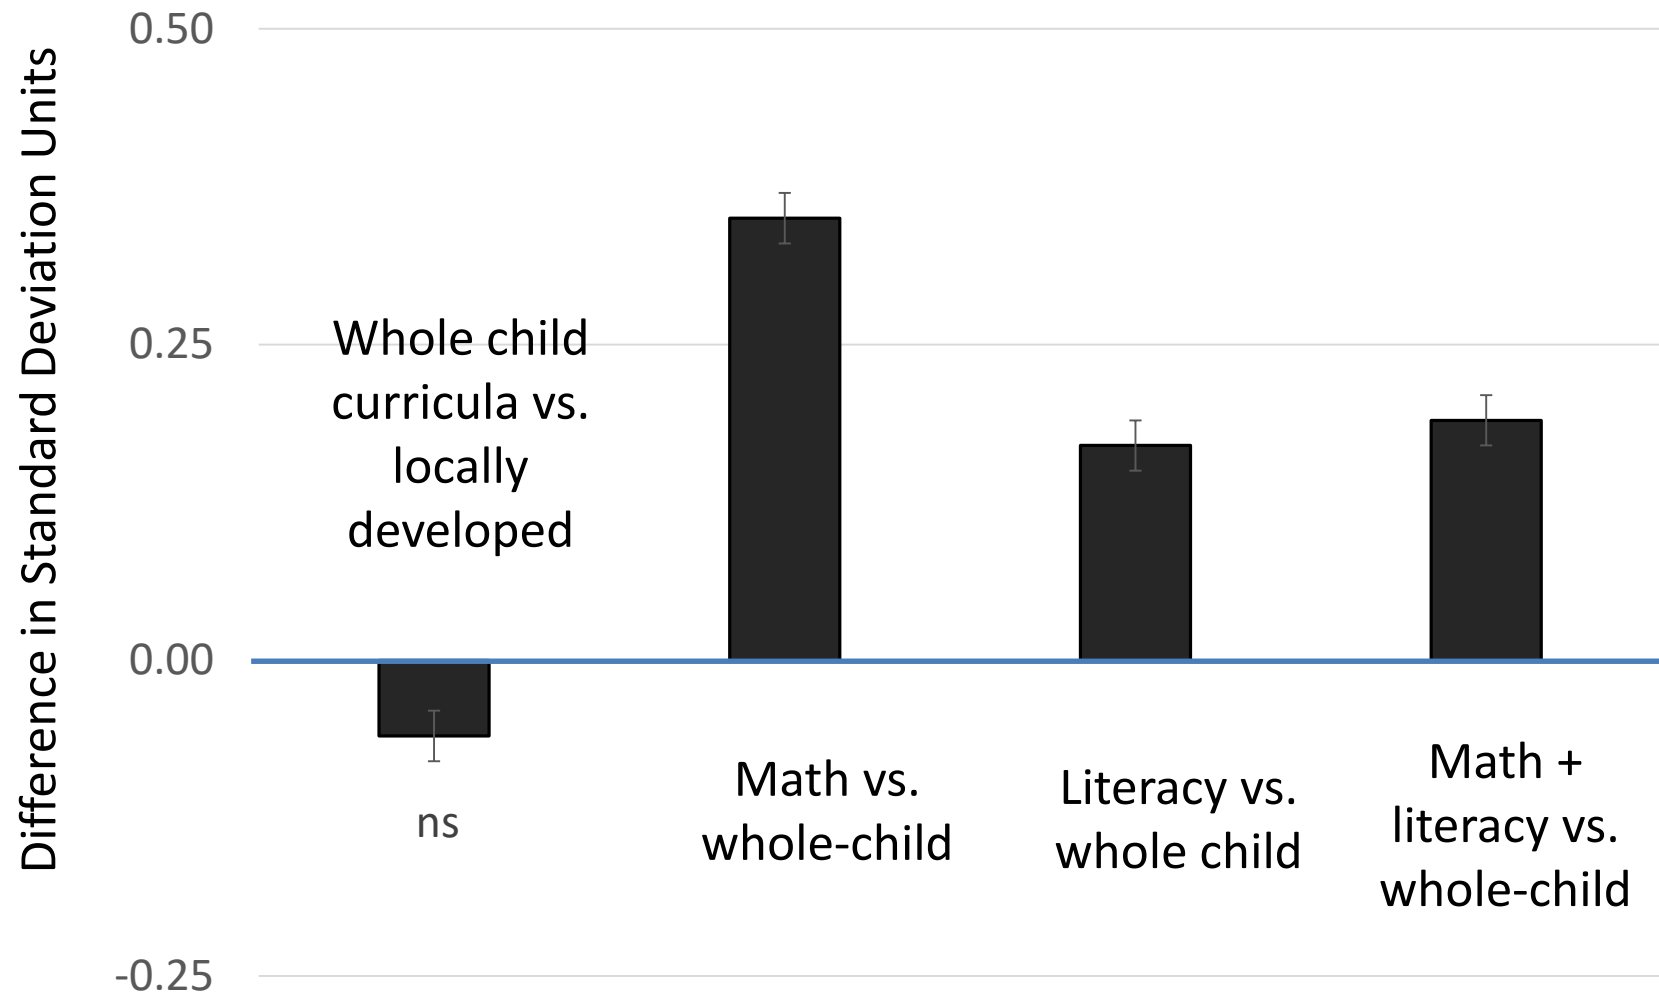 Difference in Standard Deviation Units
0.50
0.25
0.00
-0.25
Whole child
curricula vs.
locally
developed
ns
Math vs.
whole-child
Literacy vs.
whole child
Math +
literacy vs.
whole-child